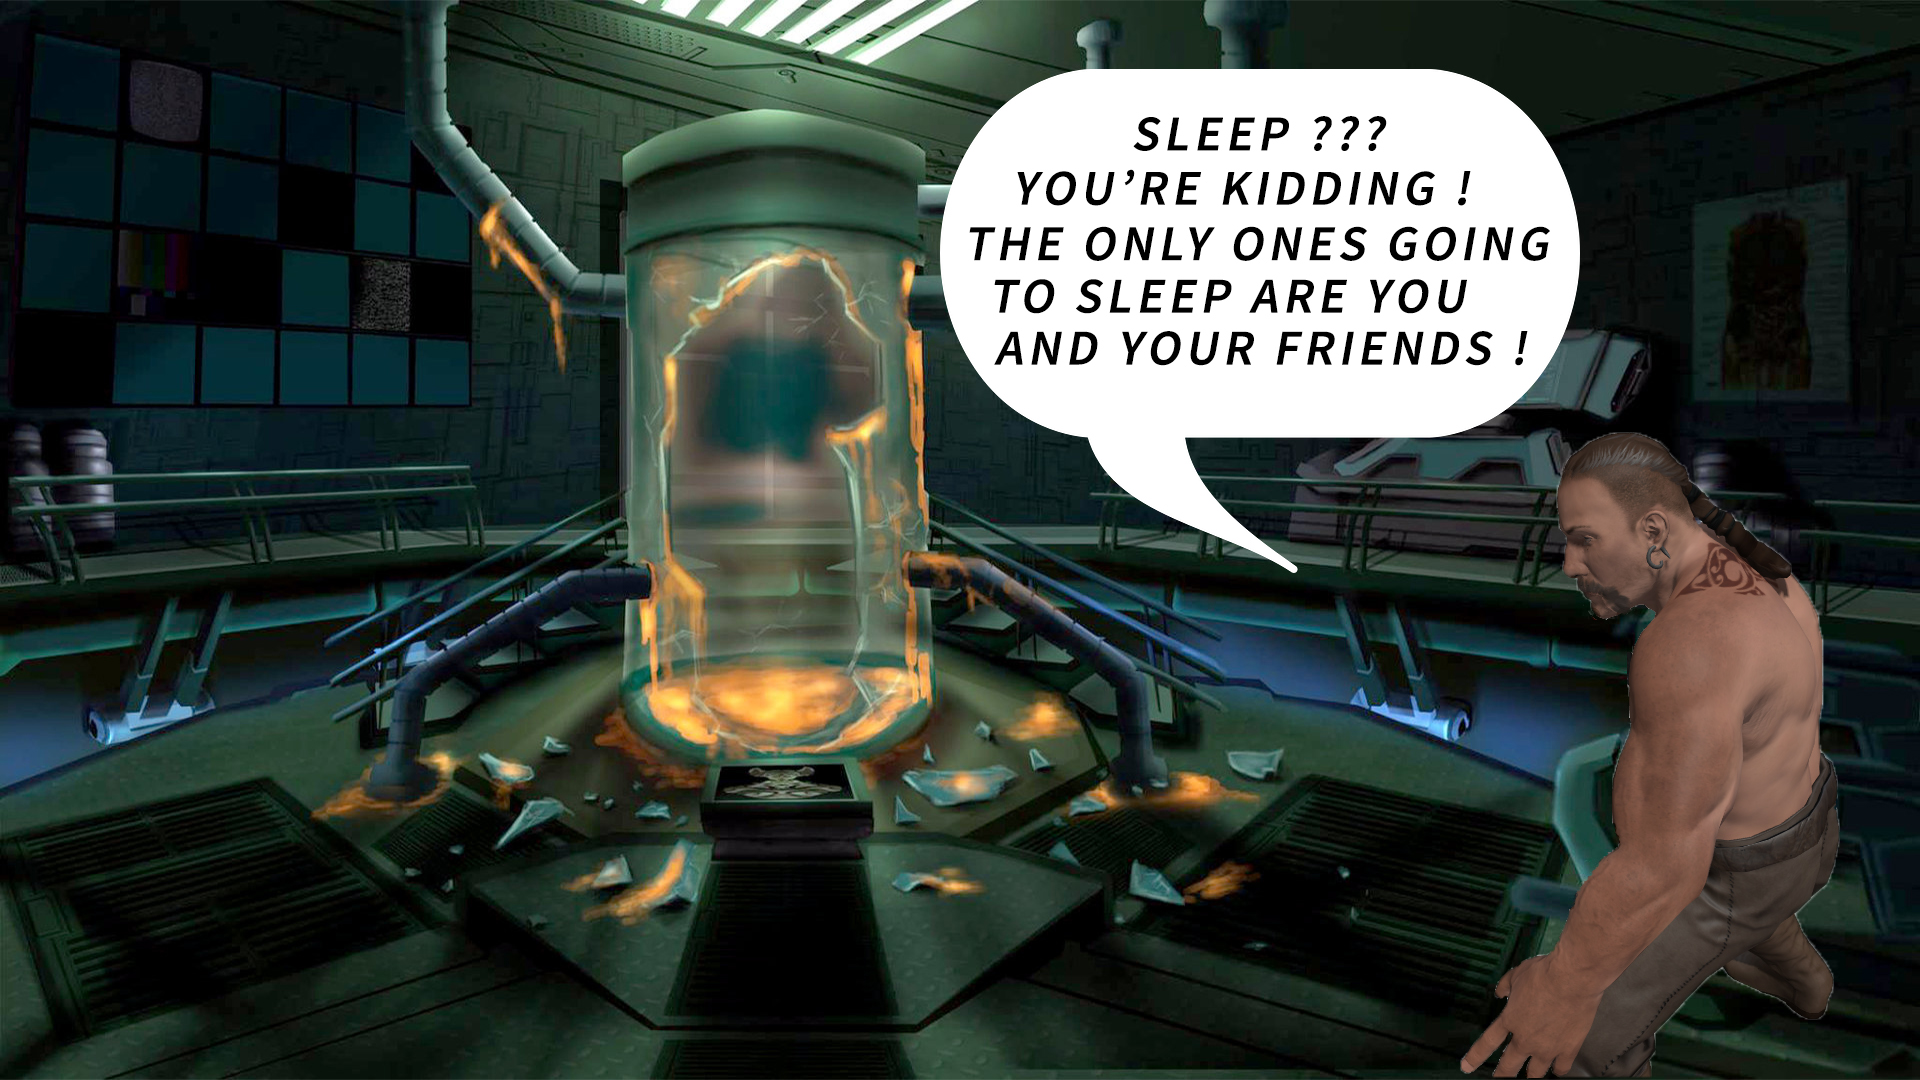 SLEEP ???
YOU’RE KIDDING !
THE ONLY ONES GOING
TO SLEEP ARE YOU
AND YOUR FRIENDS !